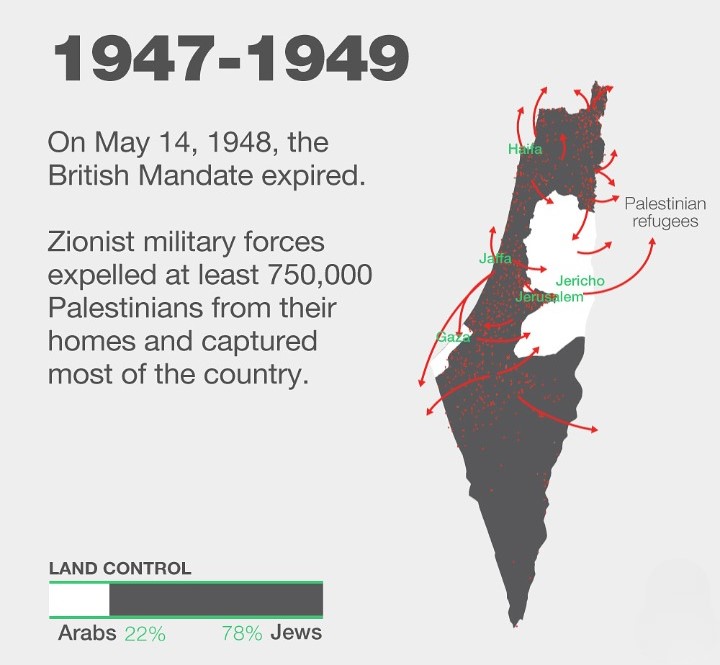 1947-1949
On May 14, 1948, the
British Mandate expired.
Zionist military forces
expelled at least 750,000
Palestinians from their
homes and captured
most of the country.
Haifa
Palestinian
refugees
Jaffa
Jericho
Jerusalem
Gaza
LAND CONTROL
Arabs 22% 78% Jews